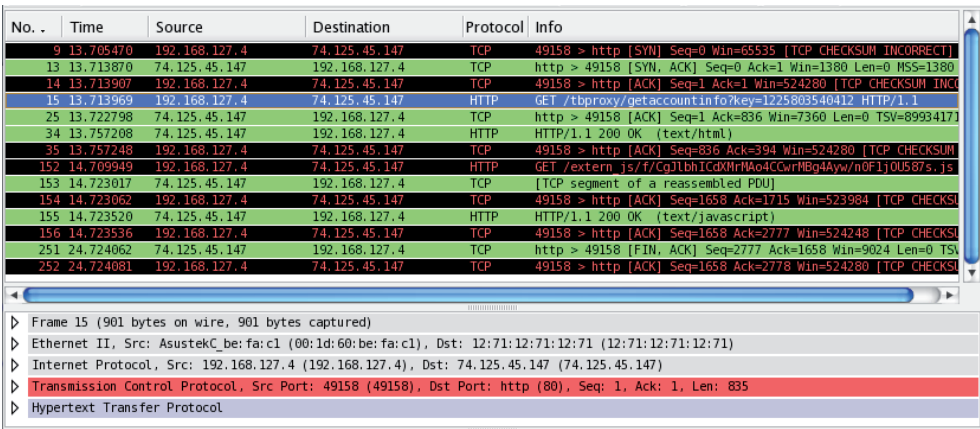 No. . Time Source Destination Protocol Info
9 13.705470 192.168.127.4 74.125.45.147 TCP 49158 > http [SYN] Seq=0 Win=65535 [TCP CHECKSUM INCORRECT]
13 13.713870 74.125.45.147 192.168.127.4 TCP http > 49158 [SYN, ACK] Seq=0 Ack=1 Win=1380 Len=0 MSS=1380
14 13.713907 192.168.127.4 74.125.45.147 TCP 49158 > http [ACK] Seq=1 Ack=1 Win=524280 [TCP CHECKSUM INCO
15 13.713969 192.168.127.4 74.125.45.147 HTTP GET /tbproxy/getaccountinfo?key=1225803540412 HTTP/1.1
25 13.722798 74.125.45.147 192.168.127.4 TCP http > 49158 [ACK] Seq=1 Ack=836 Win=7360 Len=0 TSV=89934171
34 13.757208 74.125.45.147 192.168.127.4 HTTP HTTP/1.1 200 OK (text/html)
35 13.757248 192.168.127.4 74.125.45.147 TCP 49158 > http [ACK] Seq=836 Ack=394 Win=524280 [TCP CHECKSUM
152 14.709949 192.168.127.4 74.125.45.147 HTTP GET
153 14.723017 74.125.45.147 192.168.127.4 TCP [TCP segment of a reassembled PDU]
154 14.723062 192.168.127.4 74.125.45.147 TCP 49158 > http [ACK] Seq=1658 Ack=1715 Win=523984 [TCP CHECKSU
155 14.723520 74.125.45.147 192.168.127.4 HTTP HTTP/1.1 200 OK (text/javascript)
156 14.723536 192.168.127.4 74.125.45.147 TCP 49158 > http [ACK] Seq=1658 Ack=2777 Win=524248 [TCP CHECKSU
251 24.724062 74.125.45.147 192.168.127.4 TCP http > 49158 [FIN, ACK] Seq=2777 Ack=1658 Win=9024 Len=0 TSV
252 24.724081 192.168.127.4 74.125.45.147 TCP 49158 > http [ACK] Seq=1658 Ack=2778 Win=524280 [TCP CHECKSU
Frame 15 (901 bytes on wire, 901 bytes captured)
Ethernet II, Src: AsustekC_be:fa:c1 (00:1d:60:be:fa:c1), Dst: 12:71:12:71:12:71 (12:71:12:71:12:71)
Internet Protocol, Src: 192.168.127.4 (192.168.127.4), Dst: 74.125.45.147 (74.125.45.147)
Transmission Control Protocol, Src Port: 49158 (49158), Dst Port: http (80), Seq: 1, Ack: 1, Len: 835
Hypertext Transfer Protocol